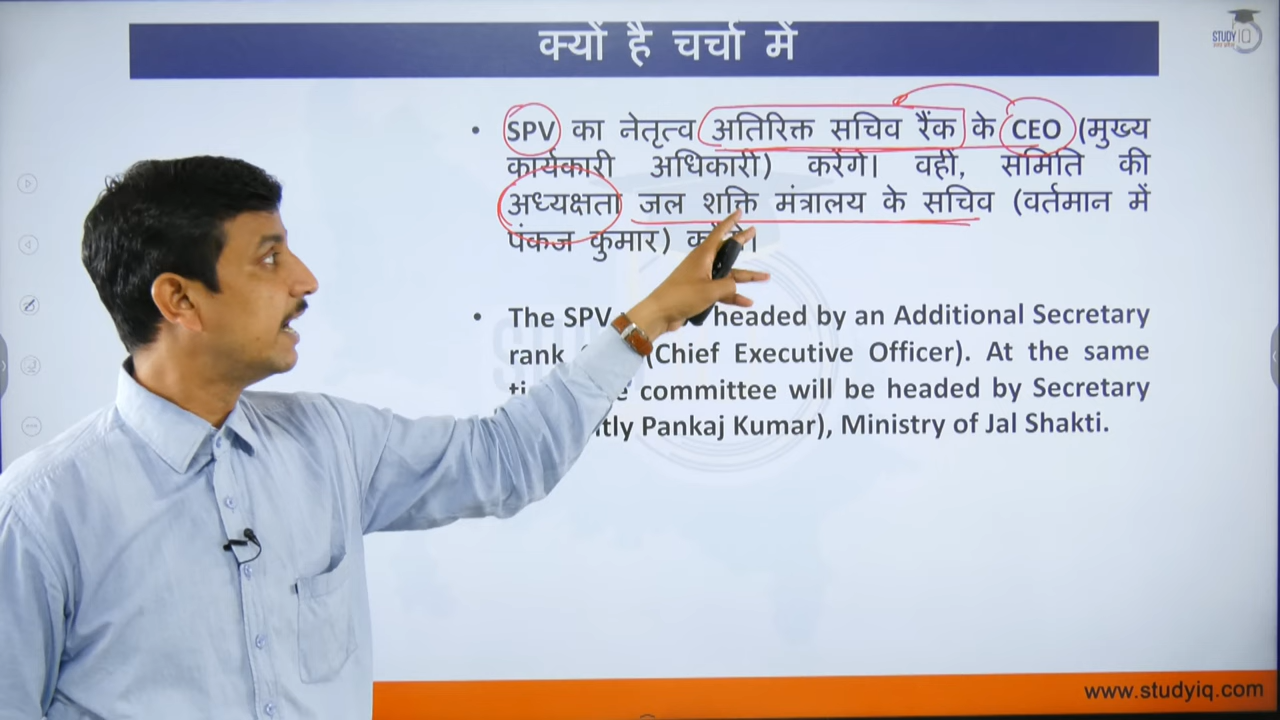 क्यों है चर्चा में
STUDY IQ
• SPV का नेतृत्व अतिरिक्त सचिव रैंक के CEO (मुख्य
कार्यकारी अधिकारी) करेंगे। वहीं, समिति की
अध्यक्षता जल शक्ति मंत्रालय के सचिव (वर्तमान में
पंकज कुमार)
• The SPV headed by an Additional Secretary
rank (Chief Executive Officer). At the same
committee will be headed by Secretary
Pankaj Kumar), Ministry of Jal Shakti.
www.studyiq.com